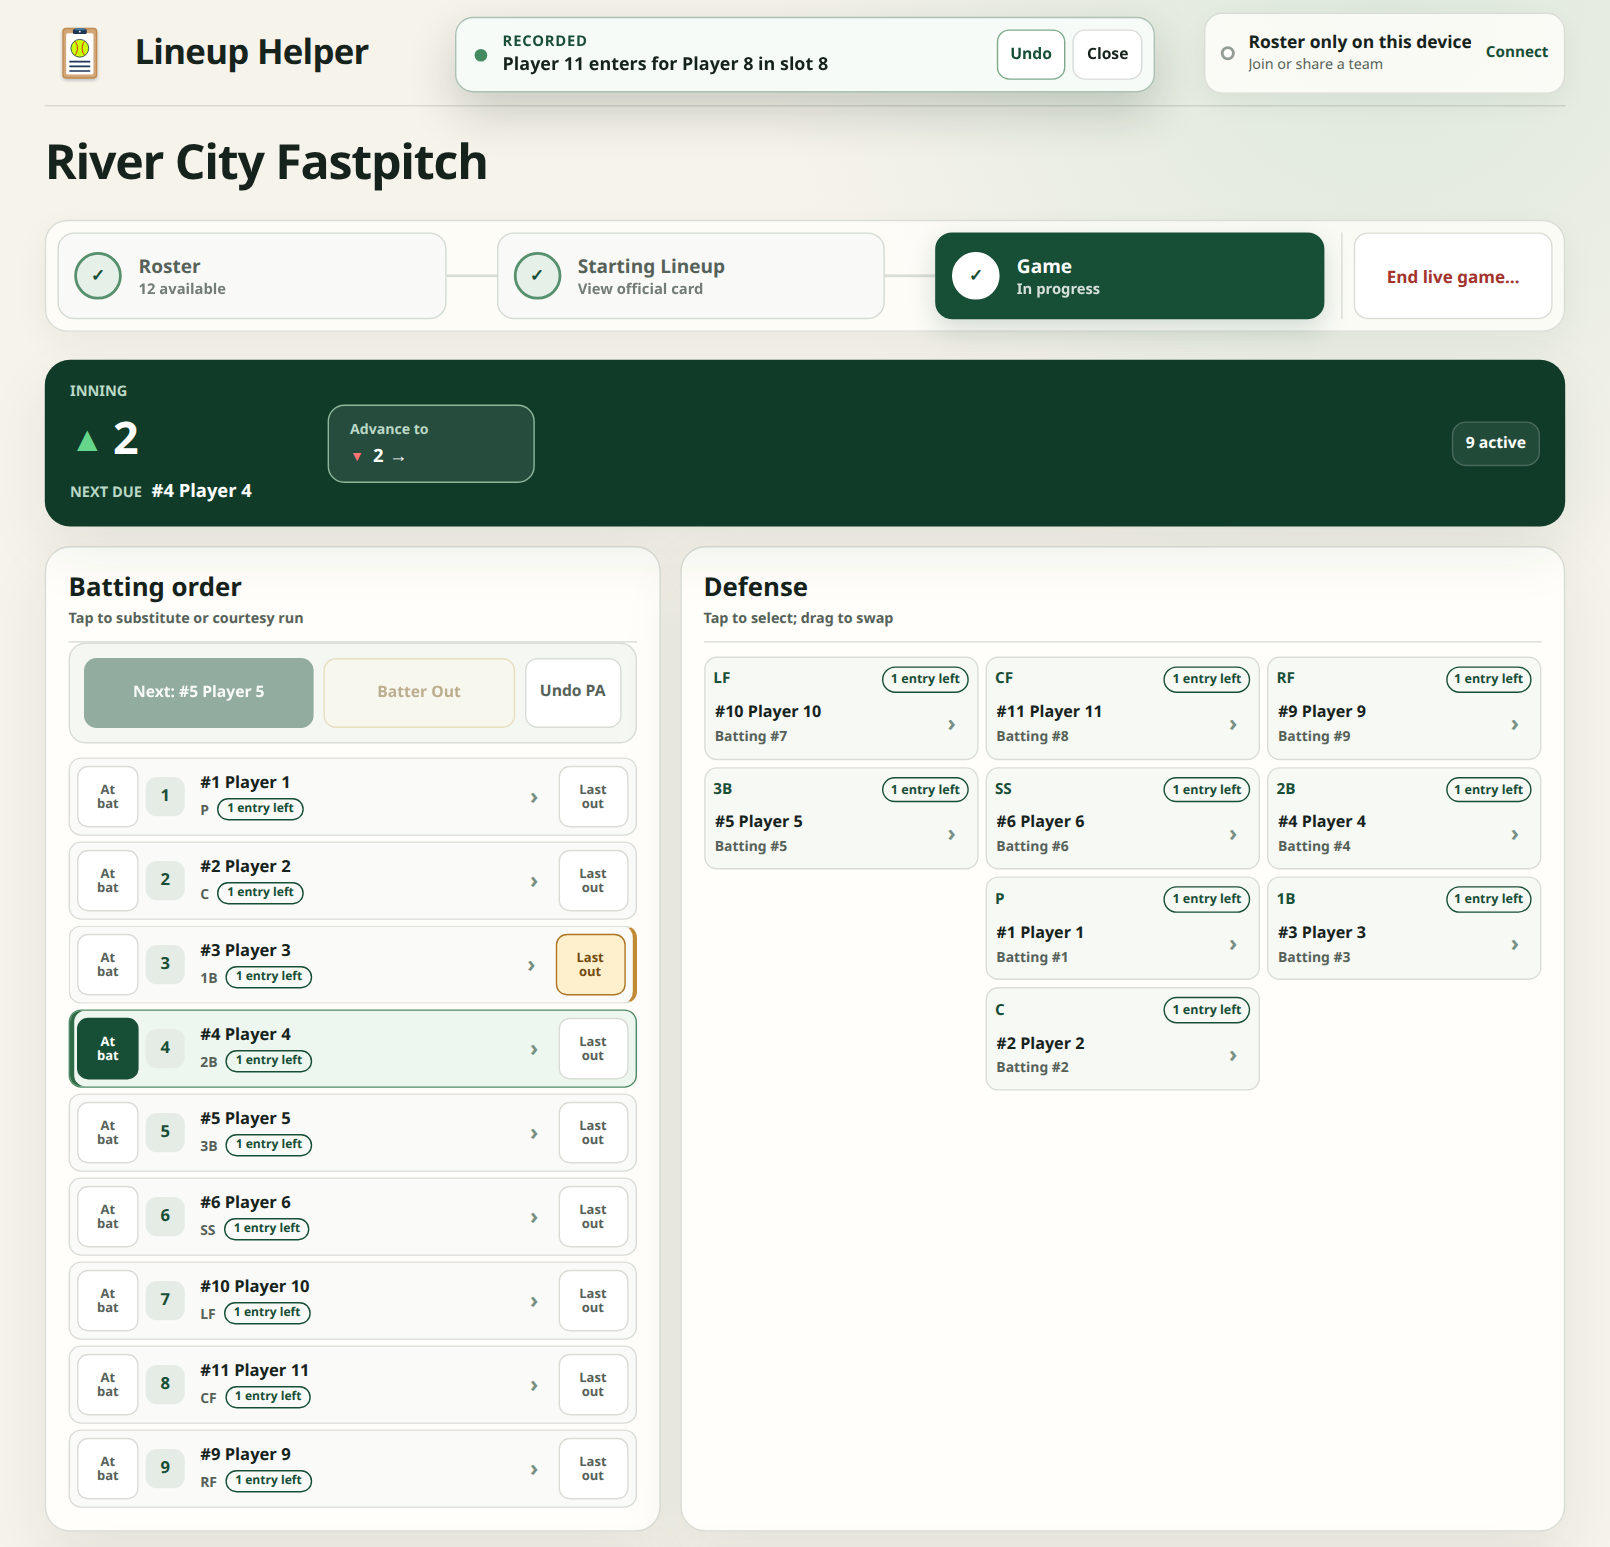 Lineup Helper
RECORDED
Player 11 enters for Player 8 in slot 8
Undo
Close
Roster only on this device
Join or share a team
Connect
River City Fastpitch
✓
Roster
12 available
✓
Starting Lineup
View official card
✓
Game
In progress
End live game...
INNING
▲ 2
NEXT DUE #4 Player 4
Advance to
▼ 2 →
9 active
Batting order
Tap to substitute or courtesy run
Next: #5 Player 5
Batter Out
Undo PA
At bat
1
#1 Player 1
P 1 entry left
›
Last out
At bat
2
#2 Player 2
C 1 entry left
›
Last out
At bat
3
#3 Player 3
1B 1 entry left
›
Last out
At bat
4
#4 Player 4
2B 1 entry left
›
Last out
At bat
5
#5 Player 5
3B 1 entry left
›
Last out
At bat
6
#6 Player 6
SS 1 entry left
›
Last out
At bat
7
#10 Player 10
LF 1 entry left
›
Last out
At bat
8
#11 Player 11
CF 1 entry left
›
Last out
At bat
9
#9 Player 9
RF 1 entry left
›
Last out
Defense
Tap to select; drag to swap
LF 1 entry left
#10 Player 10
Batting #7
›
CF 1 entry left
#11 Player 11
Batting #8
›
RF 1 entry left
#9 Player 9
Batting #9
›
3B 1 entry left
#5 Player 5
Batting #5
›
SS 1 entry left
#6 Player 6
Batting #6
›
2B 1 entry left
#4 Player 4
Batting #4
›
P 1 entry left
#1 Player 1
Batting #1
›
1B 1 entry left
#3 Player 3
Batting #3
›
C 1 entry left
#2 Player 2
Batting #2
›